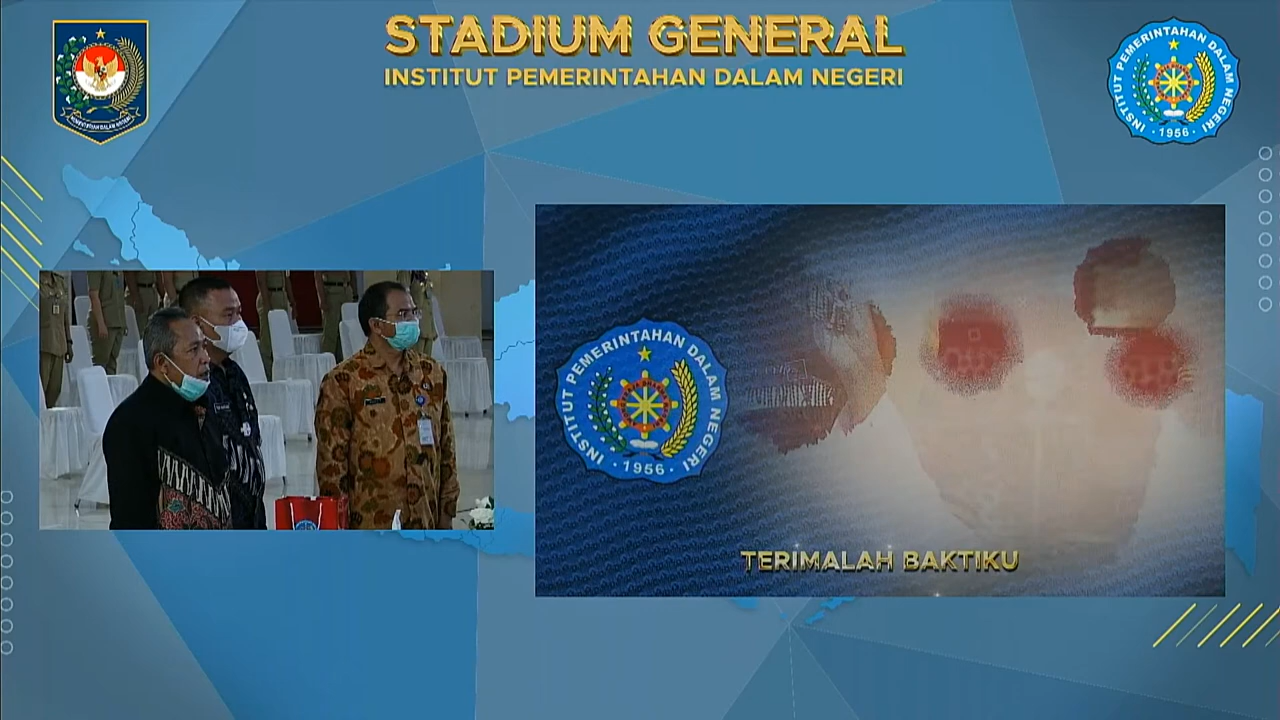 STADIUM GENERAL
INSTITUT PEMERINTAHAN DALAM NEGERI
INSTITUT PEMERINTAHAN DALAM NEGERI
· 1956 ·
INSTITUT PEMERINTAHAN DALAM NEGERI
· 1956 ·
TERIMALAH BAKTIKU